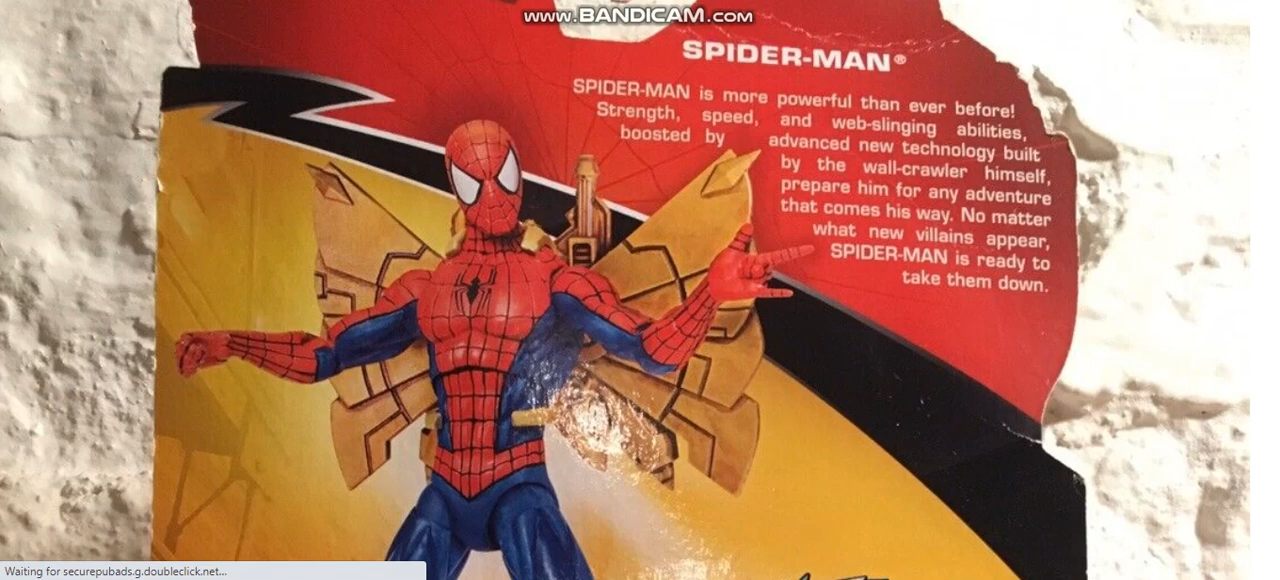 www.BANDICAM.com
SPIDER-MAN®
SPIDER-MAN is more powerful than ever before!
Strength, speed, and web-slinging abilities,
boosted by advanced new technology built
by the wall-crawler himself,
prepare him for any adventure
that comes his way. No matter
what new villains appear,
SPIDER-MAN is ready to
take them down.
Waiting for securepubads.g.doubleclick.net...